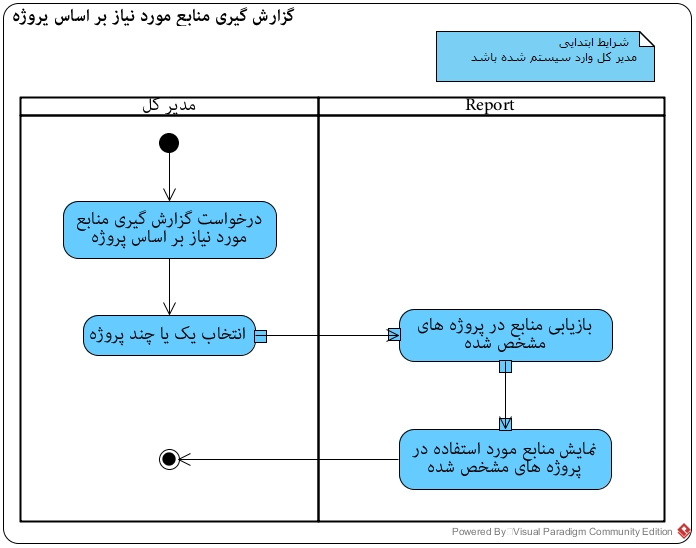 گزارش گیری منابع مورد نیاز بر اساس پروژه
شرایط ابتدایی
مدیر کل وارد سیستم شده باشد
مدیر کل
Report
درخواست گزارش گیری منابع
مورد نیاز بر اساس پروژه
انتخاب یک یا چند پروژه
بازیابی منابع در پروژه های
مشخص شده
نمایش منابع مورد استفاده در
پروژه های مشخص شده
Powered By Visual Paradigm Community Edition